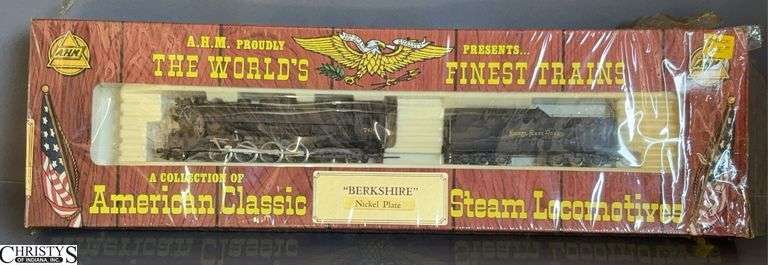 A.H.M. PROUDLY PRESENTS...
THE WORLD'S FINEST TRAINS
AHM
A COLLECTION OF
American Classic Steam Locomotives
"BERKSHIRE"
Nickel Plate
CHRISTY'S
OF INDIANA, INC.